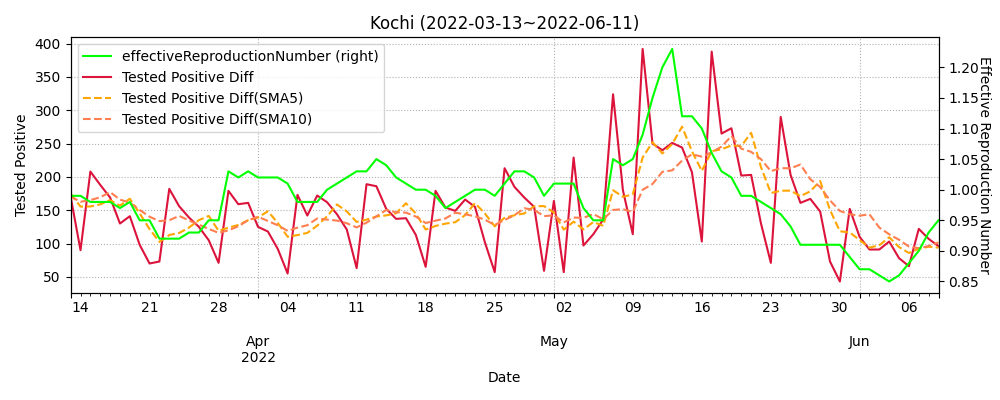 Kochi (2022-03-13~2022-06-11)
effectiveReproductionNumber (right)
Tested Positive Diff
Tested Positive Diff(SMA5)
Tested Positive Diff(SMA10)
Tested Positive
400
350
300
250
200
150
100
50
Effective Reproduction Number
1.20
1.15
1.10
1.05
1.00
0.95
0.90
0.85
14 21 28 04 11 18 25 02 09 16 23 30 06
Apr May Jun
2022
Date